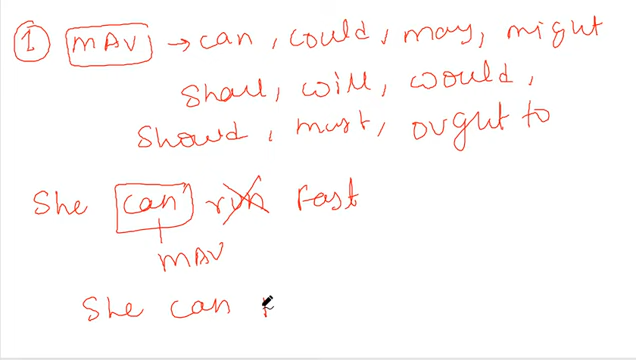 ① MAV → can, could, may, might
shall, will, would,
should, must, ought to
She can run fast
MAV
She can